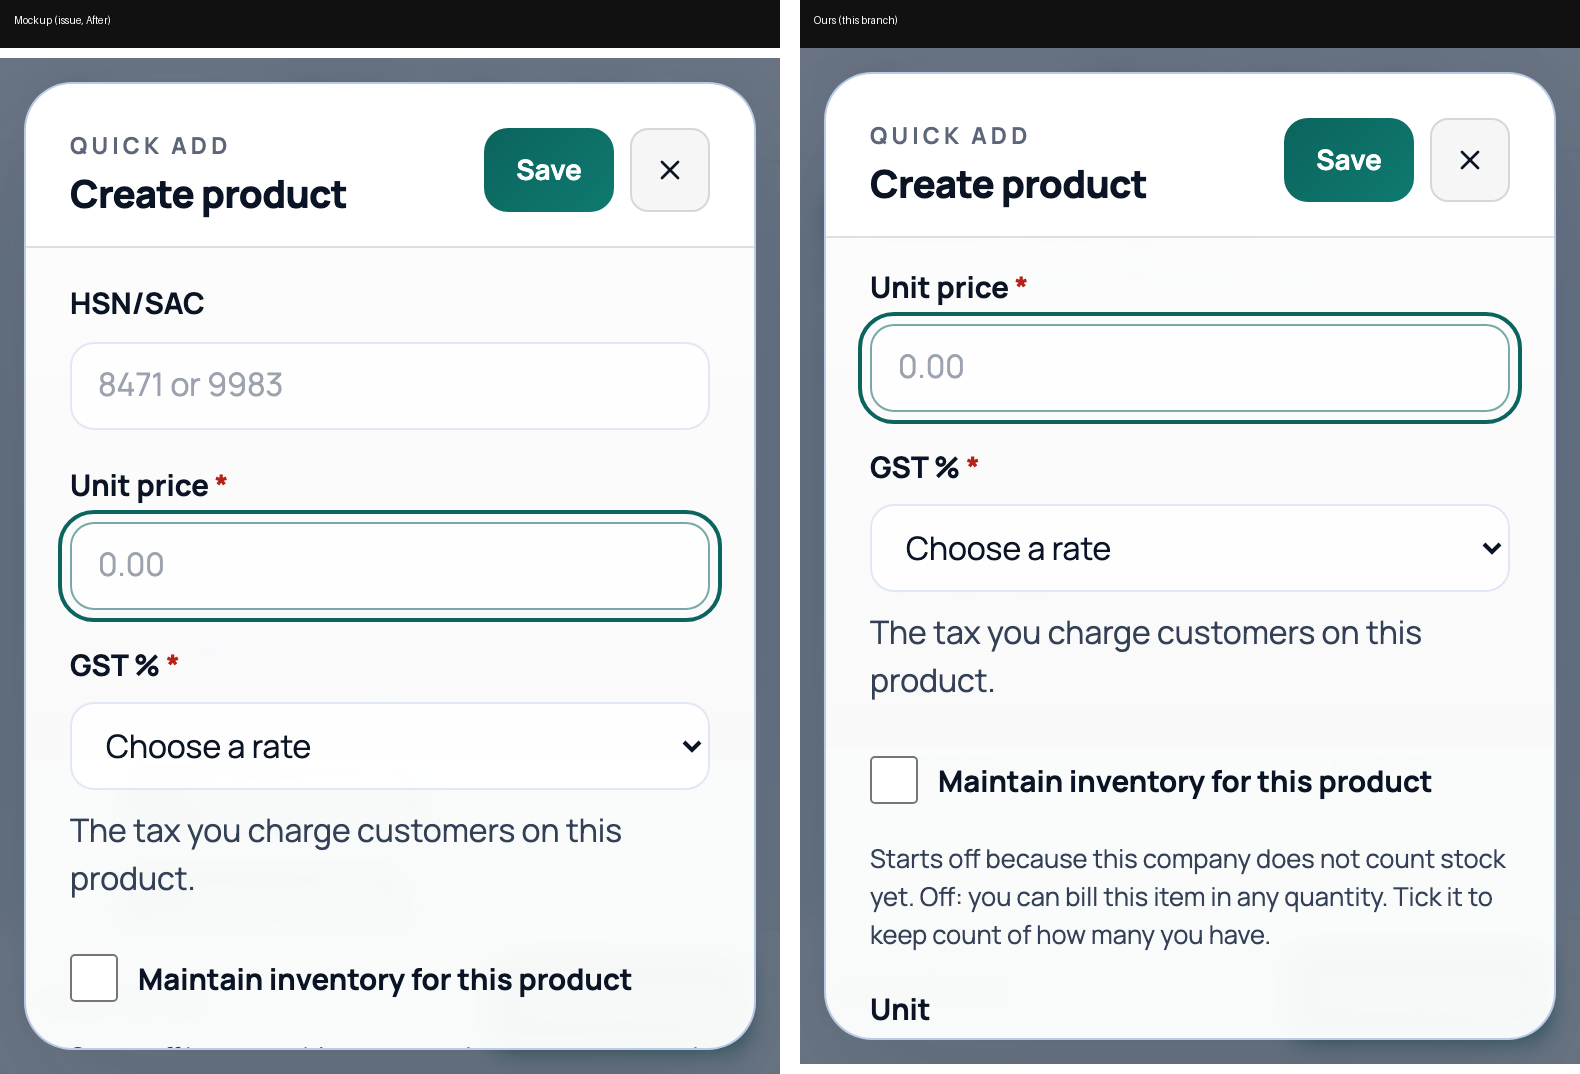 Mockup (issue, After)
QUICK ADD
Create product
Save
HSN/SAC
8471 or 9983
Unit price *
0.00
GST % *
Choose a rate
The tax you charge customers on this
product.
Maintain inventory for this product
Ours (this branch)
QUICK ADD
Create product
Save
Unit price *
0.00
GST % *
Choose a rate
The tax you charge customers on this
product.
Maintain inventory for this product
Starts off because this company does not count stock
yet. Off: you can bill this item in any quantity. Tick it to
keep count of how many you have.
Unit